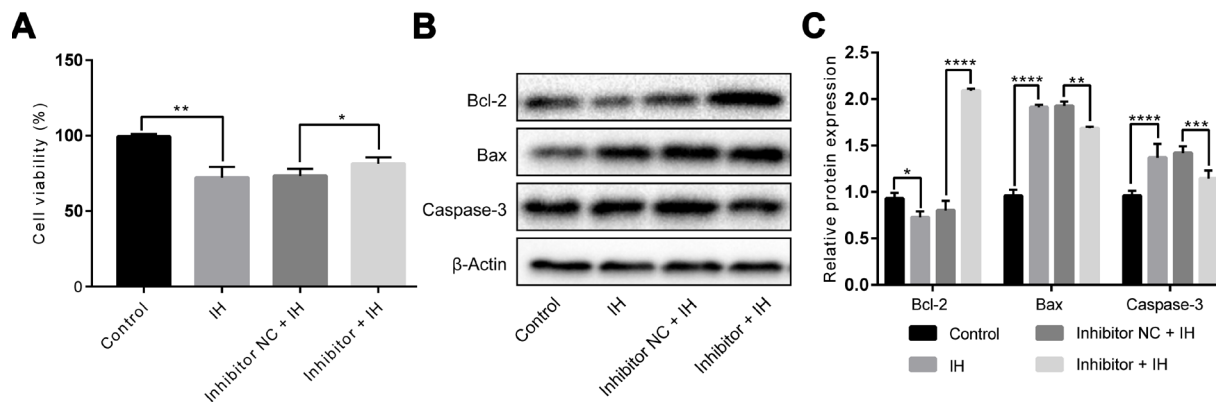 A
Cell viability (%)
150
100
50
0
**
*
Control
IH
Inhibitor NC + IH
Inhibitor + IH
B
Bcl-2
Bax
Caspase-3
β-Actin
Control
IH
Inhibitor NC + IH
Inhibitor + IH
C
Relative protein expression
2.5
2.0
1.5
1.0
0.5
0.0
*
****
****
**
****
***
Bcl-2
Bax
Caspase-3
Control
IH
Inhibitor NC + IH
Inhibitor + IH